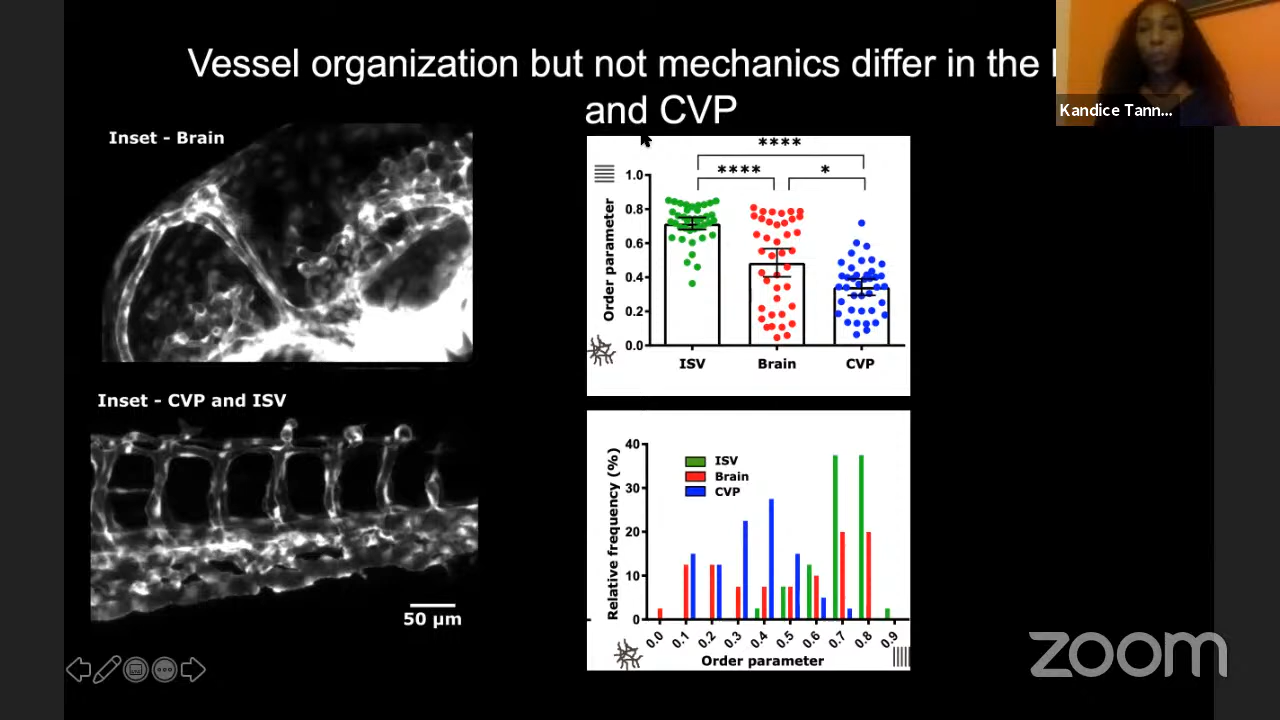 Vessel organization but not mechanics differ in the
and CVP
Kandice Tann...
Inset - Brain
Inset - CVP and ISV
50 µm
**** 
**** *
1.0
0.8
0.6
0.4
0.2
0.0
Order parameter
ISV Brain CVP
40
30
20
10
0
Relative frequency (%)
ISV
Brain
CVP
0.0 0.1 0.2 0.3 0.4 0.5 0.6 0.7 0.8 0.9
Order parameter
zoom